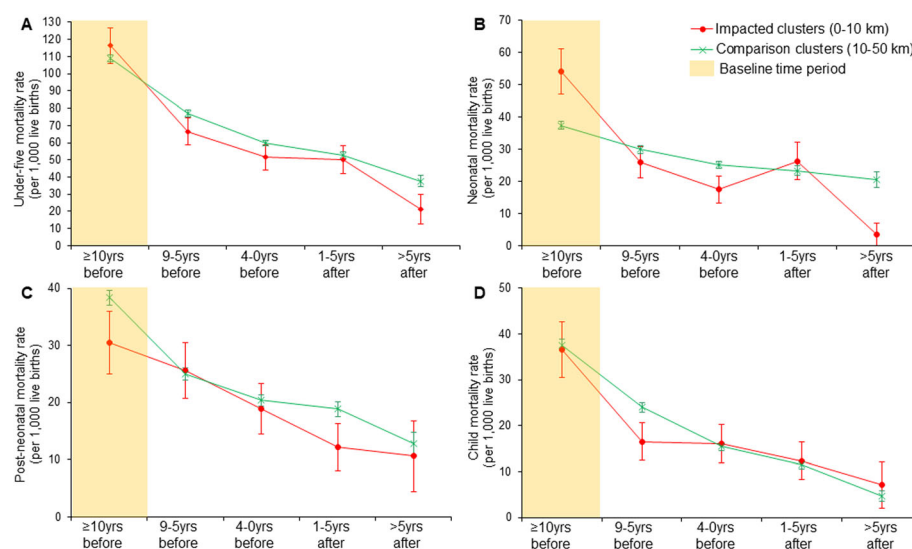 A
Under-five mortality rate
(per 1,000 live births)
130
120
110
100
90
80
70
60
50
40
30
20
10
0
≥10yrs before
9-5yrs before
4-0yrs before
1-5yrs after
>5yrs after
B
Impacted clusters (0-10 km)
Comparison clusters (10-50 km)
Baseline time period
Neonatal mortality rate
(per 1,000 live births)
70
60
50
40
30
20
10
0
≥10yrs before
9-5yrs before
4-0yrs before
1-5yrs after
>5yrs after
C
Post-neonatal mortality rate
(per 1,000 live births)
40
30
20
10
0
≥10yrs before
9-5yrs before
4-0yrs before
1-5yrs after
>5yrs after
D
Child mortality rate
(per 1,000 live births)
50
40
30
20
10
0
≥10yrs before
9-5yrs before
4-0yrs before
1-5yrs after
>5yrs after